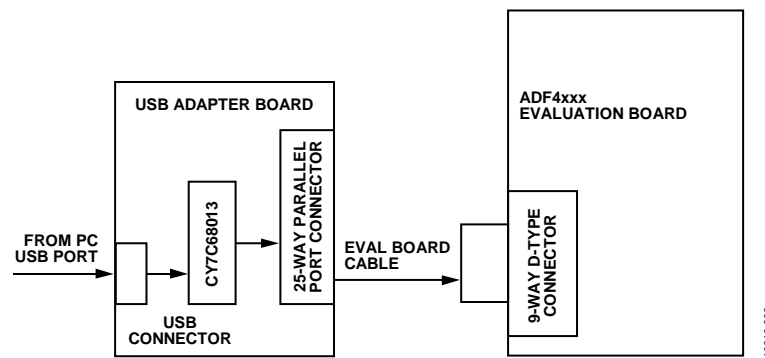 USB ADAPTER BOARD
ADF4xxx
EVALUATION BOARD
25-WAY PARALLEL
PORT CONNECTOR
CY7C68013
FROM PC
USB PORT
EVAL BOARD
CABLE
9-WAY D-TYPE
CONNECTOR
USB
CONNECTOR